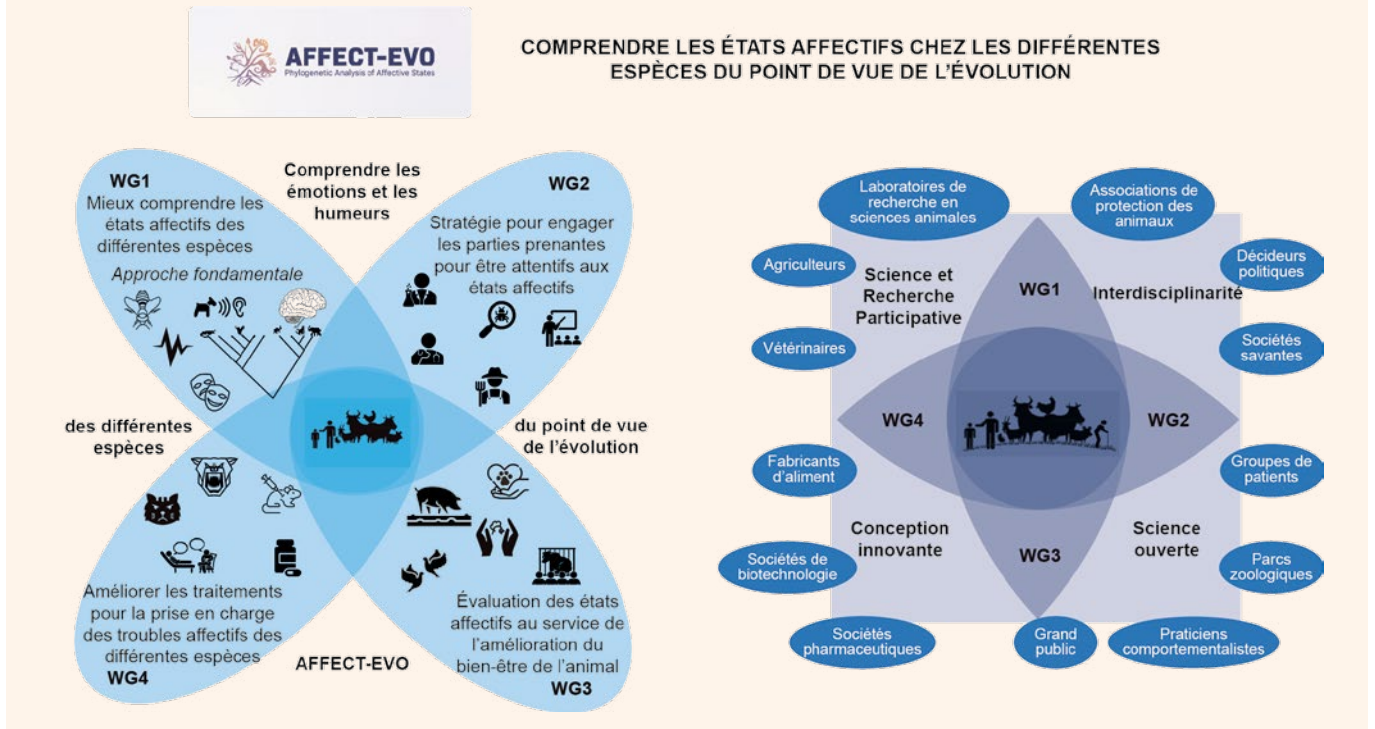 AFFECT-EVO
Phylogenetic Analysis of Affective States
COMPRENDRE LES ÉTATS AFFECTIFS CHEZ LES DIFFÉRENTES
ESPÈCES DU POINT DE VUE DE L'ÉVOLUTION
WG1
Mieux comprendre les
états affectifs des
différentes espèces
Approche fondamentale
Comprendre les
émotions et les
humeurs
WG2
Stratégie pour engager
les parties prenantes
pour être attentifs aux
états affectifs
des différentes
espèces
du point de vue
de l'évolution
Améliorer les traitements
pour la prise en charge
des troubles affectifs des
différentes espèces
WG4
AFFECT-EVO
Évaluation des états
affectifs au service de
l'amélioration du
bien-être de l'animal
WG3
Laboratoires de
recherche en
sciences animales
Associations de
protection des
animaux
Agriculteurs
Décideurs
politiques
Science et
Recherche
Participative
WG1
Interdisciplinarité
Vétérinaires
Sociétés
savantes
WG4
WG2
Fabricants
d'aliment
Groupes de
patients
Conception
innovante
WG3
Science
ouverte
Sociétés de
biotechnologie
Parcs
zoologiques
Sociétés
pharmaceutiques
Grand
public
Praticiens
comportementalistes